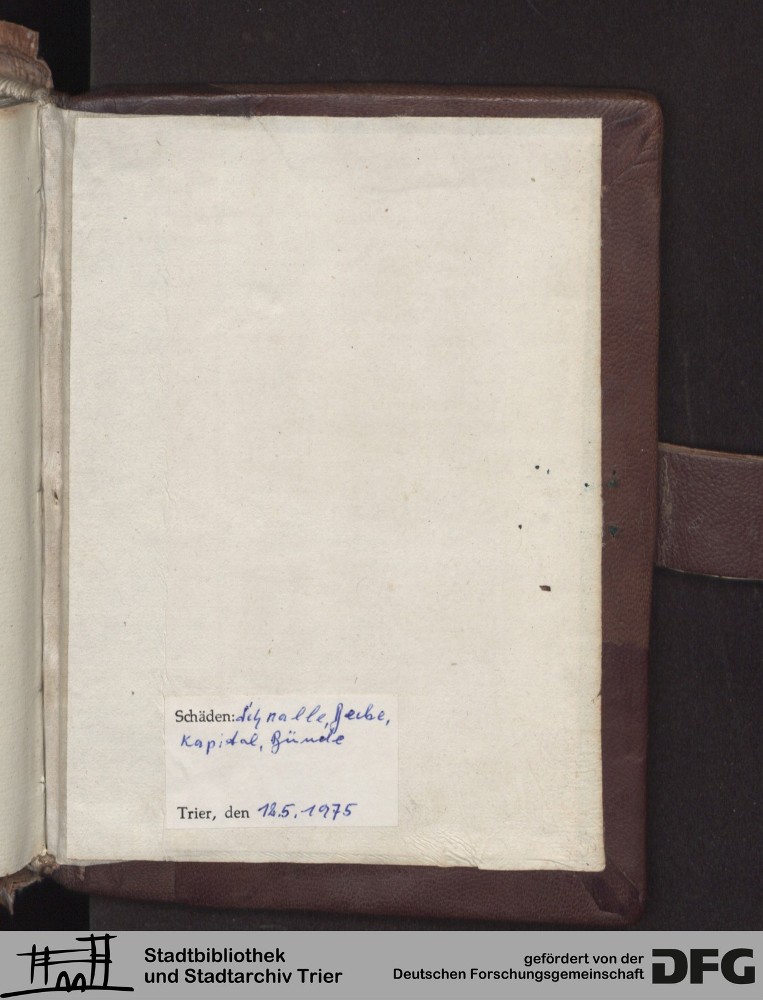 Schäden: Schnalle, Decke,
Kapital, Bünde
Trier, den 12.5.1975
Stadtbibliothek
und Stadtarchiv Trier
gefördert von der
Deutschen Forschungsgemeinschaft
DFG